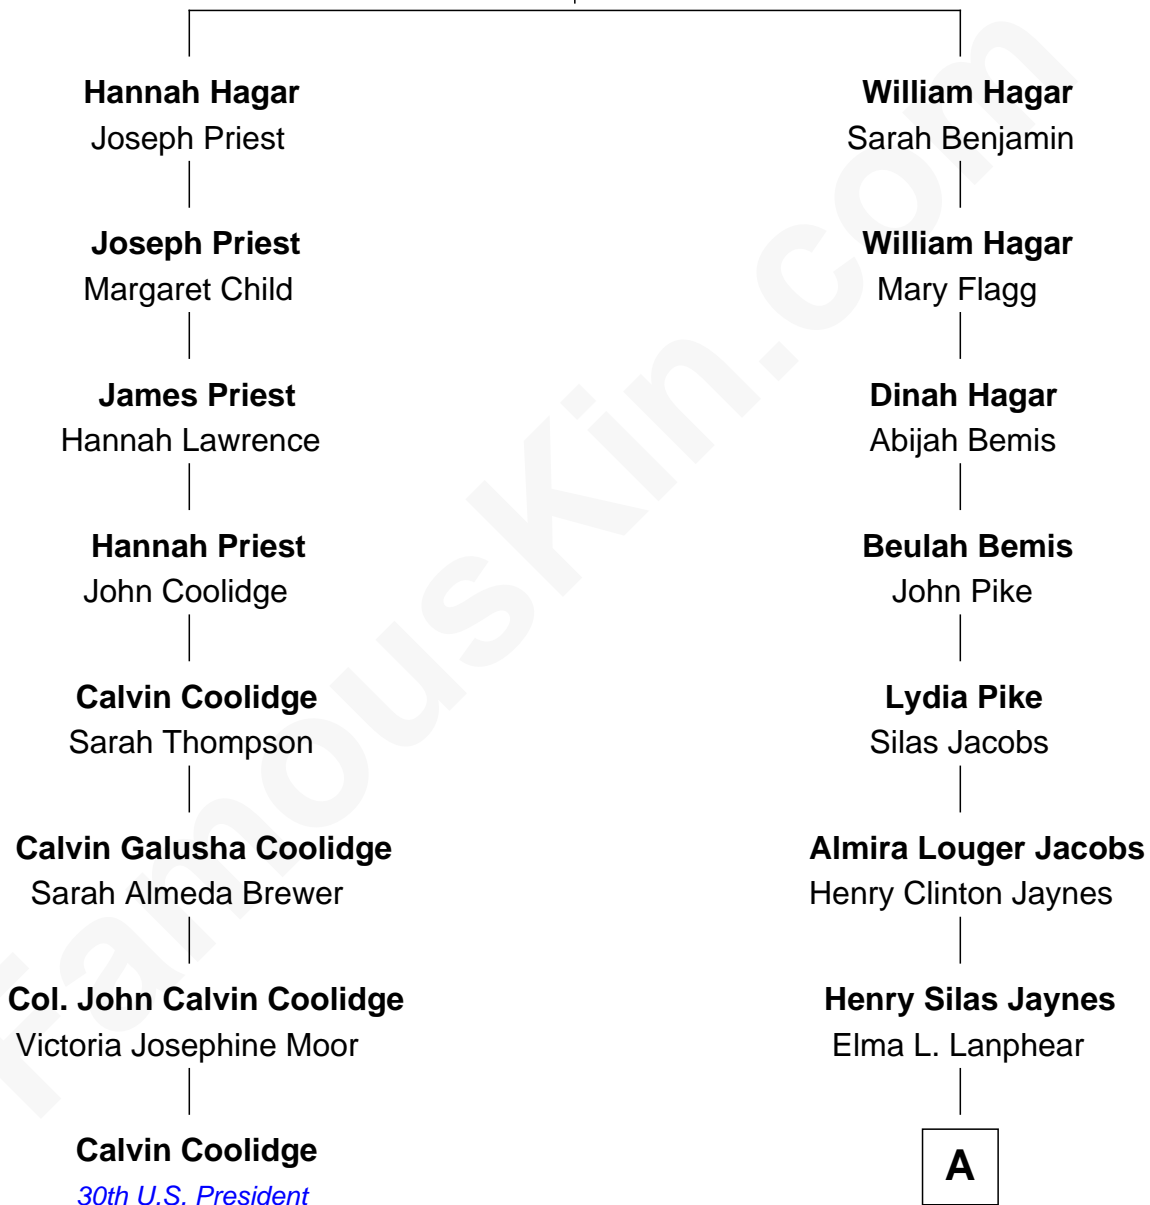 Hannah Hagar
Joseph Priest
William Hagar
Sarah Benjamin
Joseph Priest
Margaret Child
William Hagar
Mary Flagg
James Priest
Hannah Lawrence
Dinah Hagar
Abijah Bemis
Hannah Priest
John Coolidge
Beulah Bemis
John Pike
Calvin Coolidge
Sarah Thompson
Lydia Pike
Silas Jacobs
Calvin Galusha Coolidge
Sarah Almeda Brewer
Almira Louger Jacobs
Henry Clinton Jaynes
Col. John Calvin Coolidge
Victoria Josephine Moor
Henry Silas Jaynes
Elma L. Lanphear
Calvin Coolidge
30th U.S. President
A
FamousKin.com